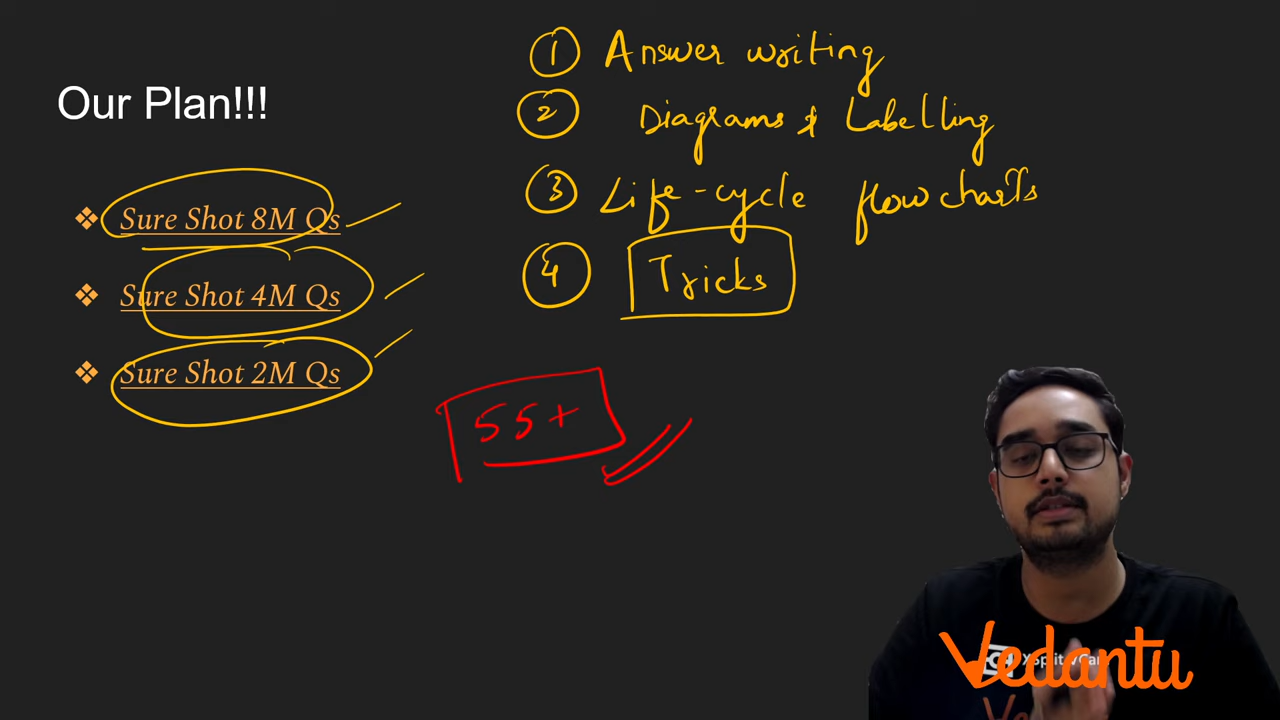 Our Plan!!!
❖ Sure Shot 8M Qs
❖ Sure Shot 4M Qs
❖ Sure Shot 2M Qs
1 Answer writing
2 Diagrams & Labelling
3 Life-cycle flowcharts
4 Tricks
55+
Vedantu